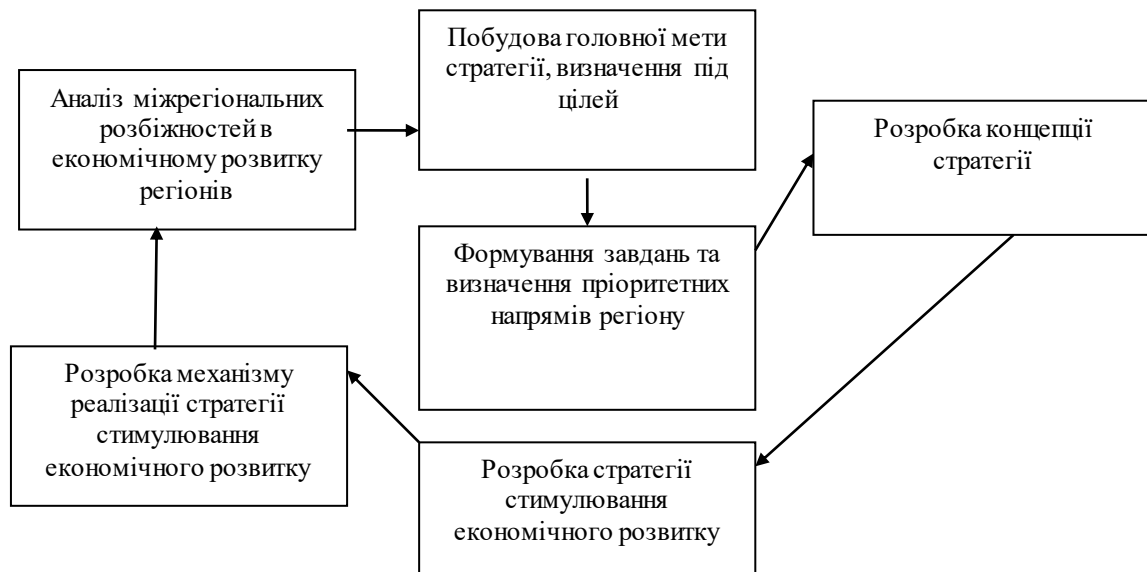 Аналіз міжрегіональних
розбіжностей в
економічному розвитку
регіонів
Побудова головної мети
стратегії, визначення під
цілей
Формування завдань та
визначення пріоритетних
напрямів регіону
Розробка концепції
стратегії
Розробка стратегії
стимулювання
економічного розвитку
Розробка механізму
реалізації стратегії
стимулювання
економічного розвитку